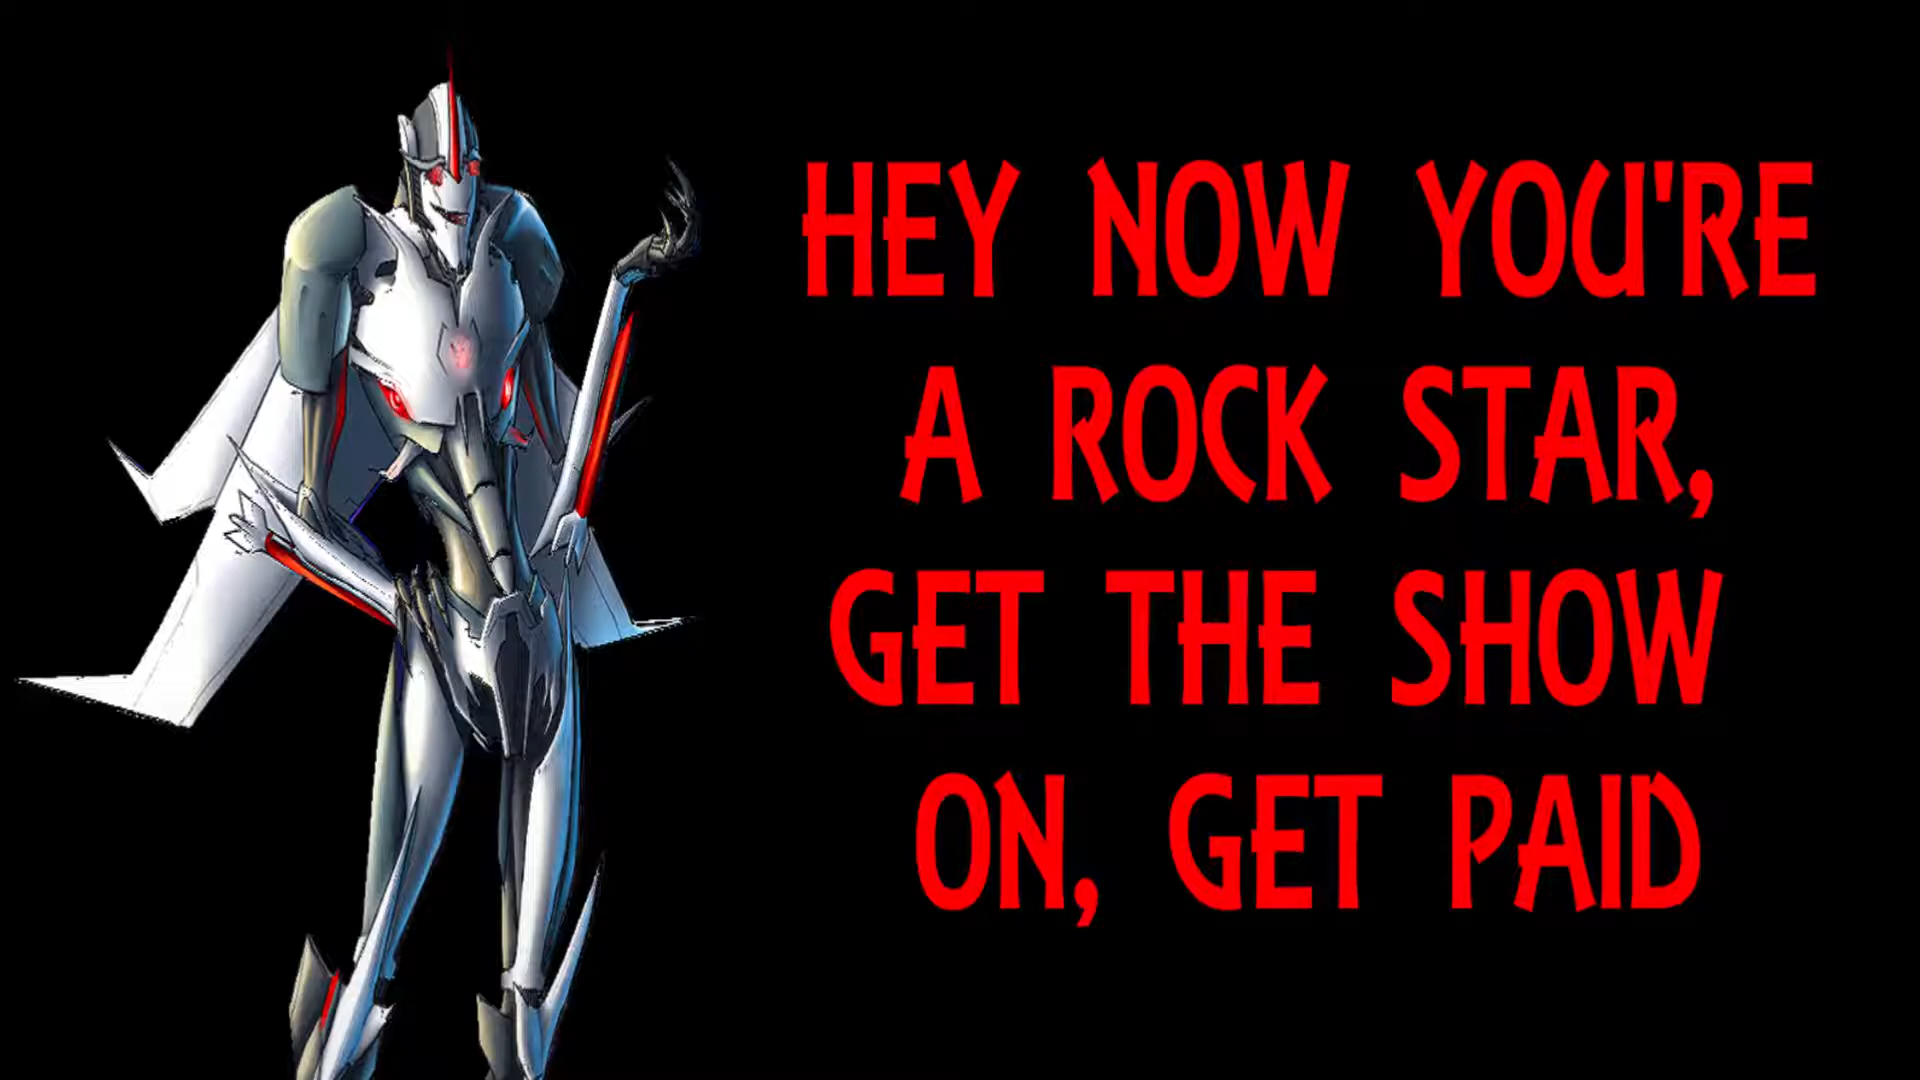 HEY NOW YOU'RE
A ROCK STAR,
GET THE SHOW
ON, GET PAID